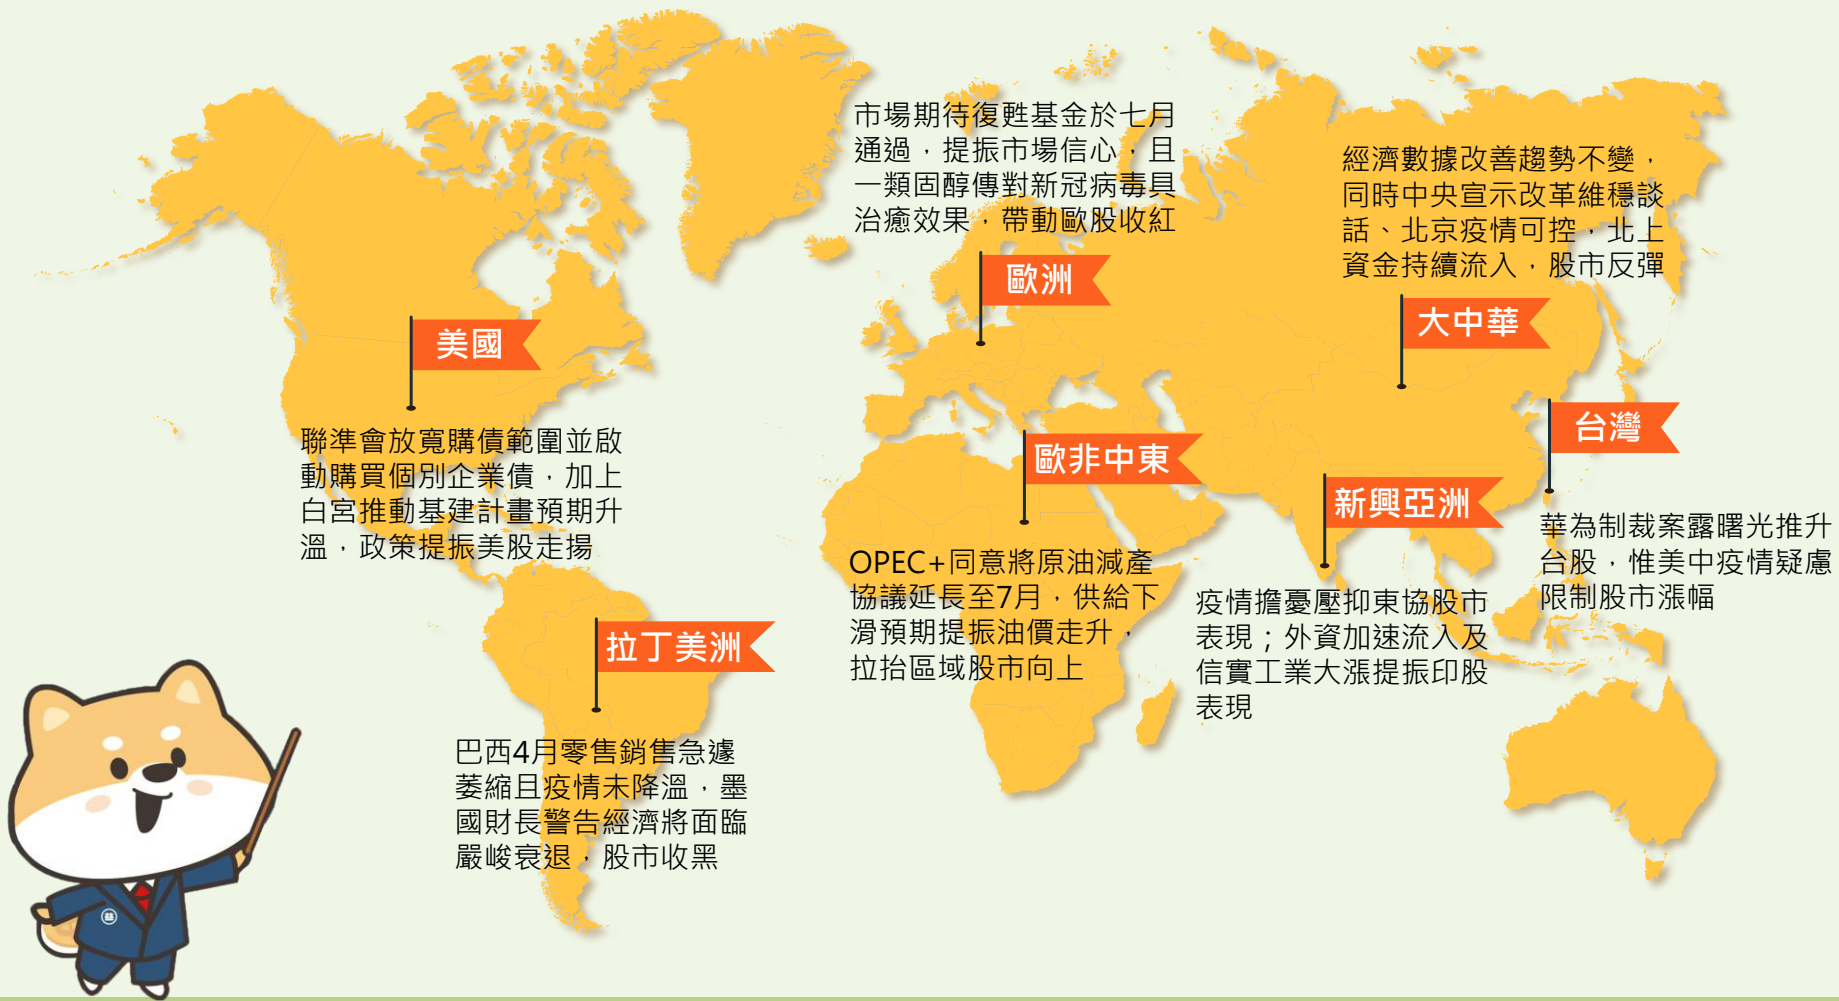 市場期待復甦基金於七月
通過，提振市場信心，且
一類固醇傳對新冠病毒具
治癒效果，帶動歐股收紅
歐洲
經濟數據改善趨勢不變，
同時中央宣示改革維穩談
話、北京疫情可控，北上
資金持續流入，股市反彈
大中華
美國
聯準會放寬購債範圍並啟
動購買個別企業債，加上
白宮推動基建計畫預期升
溫，政策提振美股走揚
歐非中東
OPEC+同意將原油減產
協議延長至7月，供給下
滑預期提振油價走升，
拉抬區域股市向上
新興亞洲
疫情擔憂壓抑東協股市
表現；外資加速流入及
信實工業大漲提振印股
表現
台灣
華為制裁案露曙光推升
台股，惟美中疫情疑慮
限制股市漲幅
拉丁美洲
巴西4月零售銷售急遽
萎縮且疫情未降溫，墨
國財長警告經濟將面臨
嚴峻衰退，股市收黑